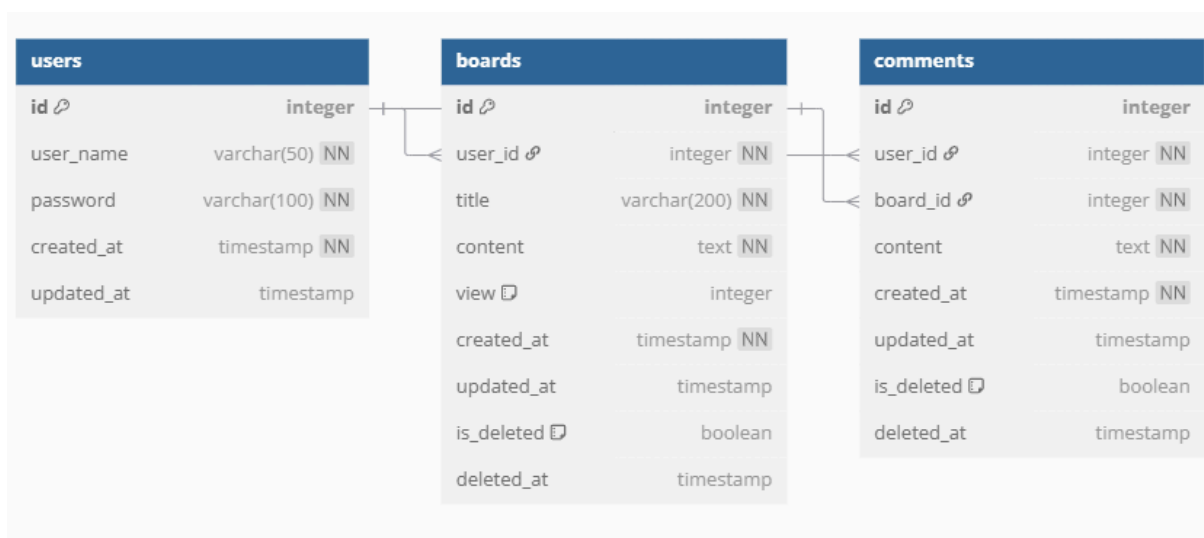 users
id integer
user_name varchar(50) NN
password varchar(100) NN
created_at timestamp NN
updated_at timestamp
boards
id integer
user_id integer NN
title varchar(200) NN
content text NN
view integer
created_at timestamp NN
updated_at timestamp
is_deleted boolean
deleted_at timestamp
comments
id integer
user_id integer NN
board_id integer NN
content text NN
created_at timestamp NN
updated_at timestamp
is_deleted boolean
deleted_at timestamp